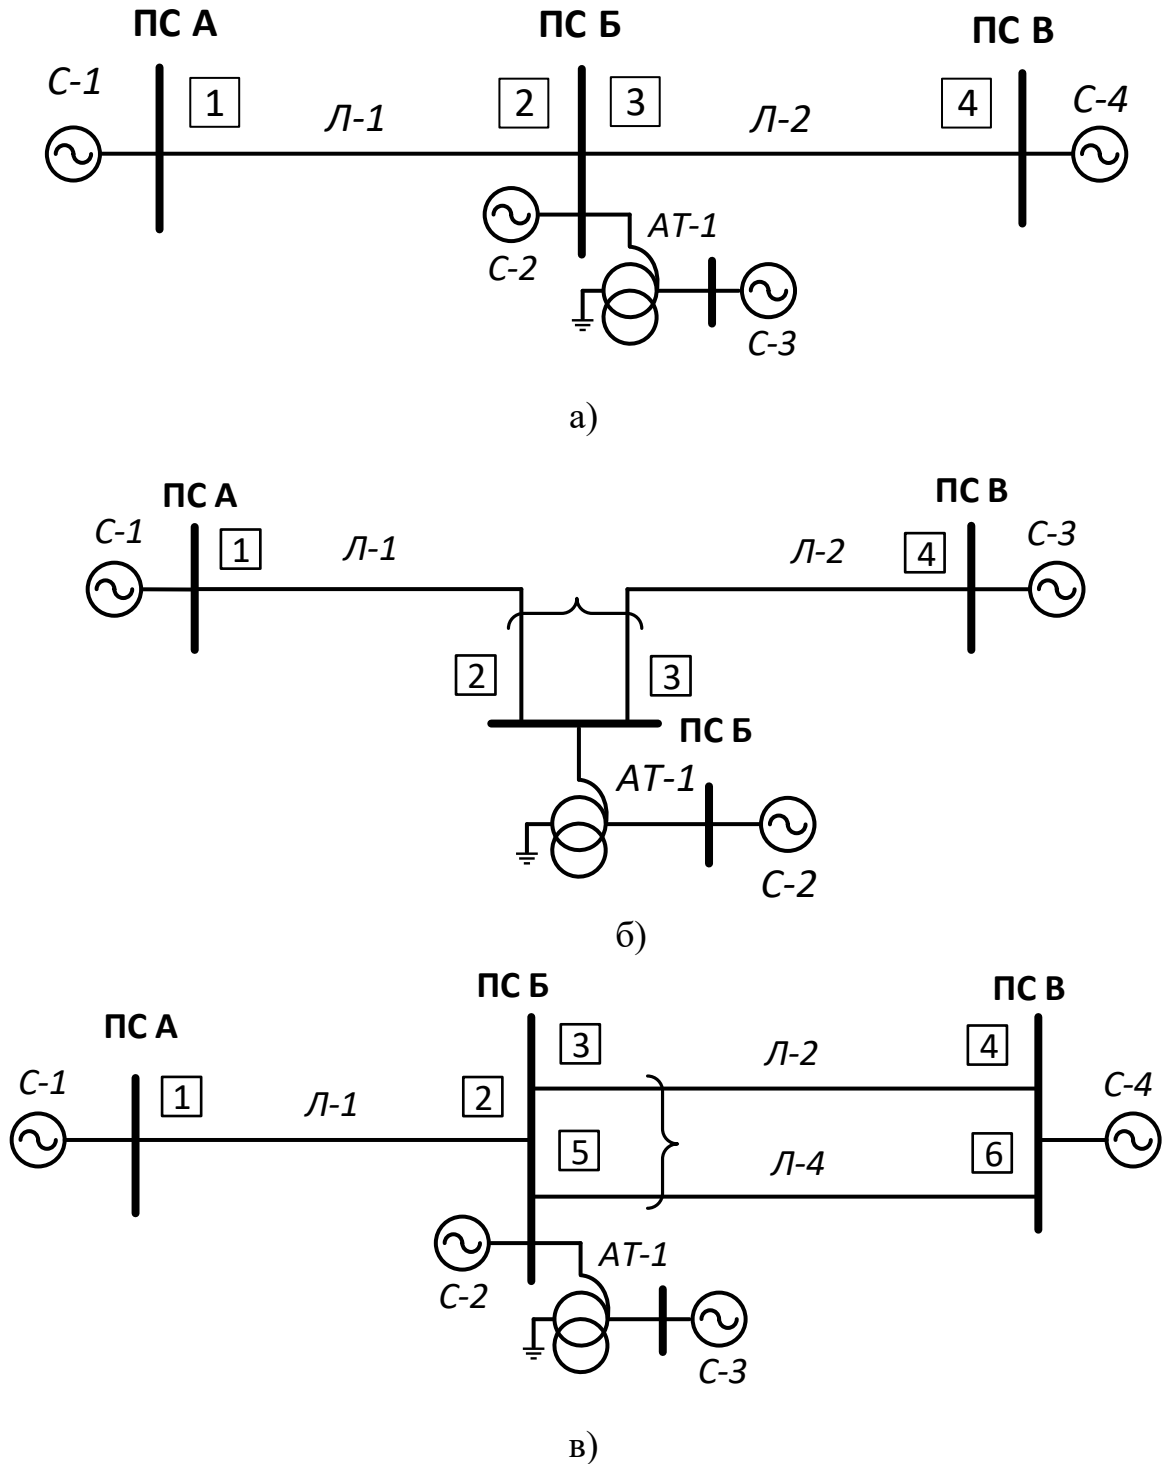 ПС А ПС Б ПС В
С-1 1 Л-1 2 3 Л-2 4 С-4
С-2 АТ-1
С-3
а)
ПС А ПС В
С-1 1 Л-1 Л-2 4 С-3
2 3
ПС Б
АТ-1
С-2
б)
ПС Б ПС В
ПС А
3 Л-2 4
С-1 1 Л-1 2 С-4
5 Л-4 6
АТ-1
С-2
С-3
в)